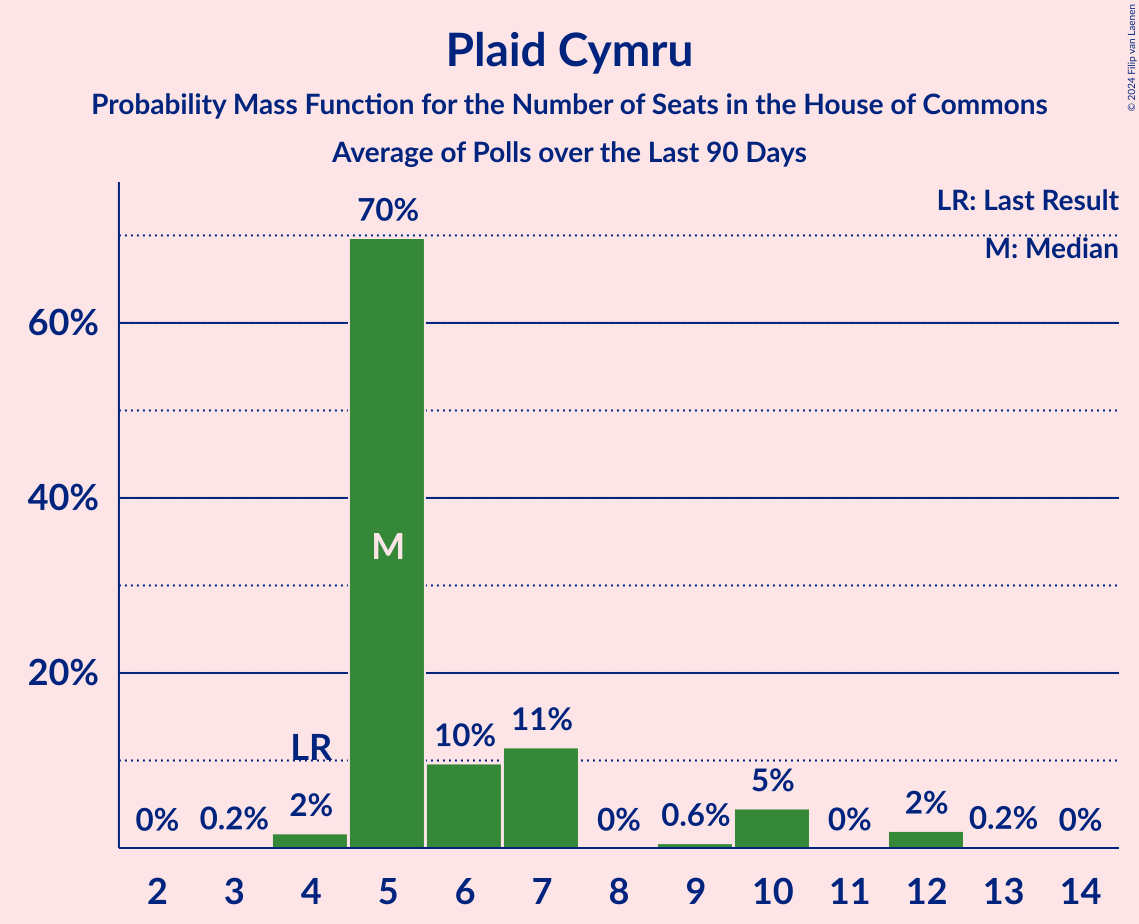 Plaid Cymru
Probability Mass Function for the Number of Seats in the House of Commons
Average of Polls over the Last 90 Days
© 2024 Filip van Laenen
LR: Last Result
M: Median
60%
40%
20%
0%
0.2%
2%
LR
70%
M
10%
11%
0%
0.6%
5%
0%
2%
0.2%
0%
2 3 4 5 6 7 8 9 10 11 12 13 14